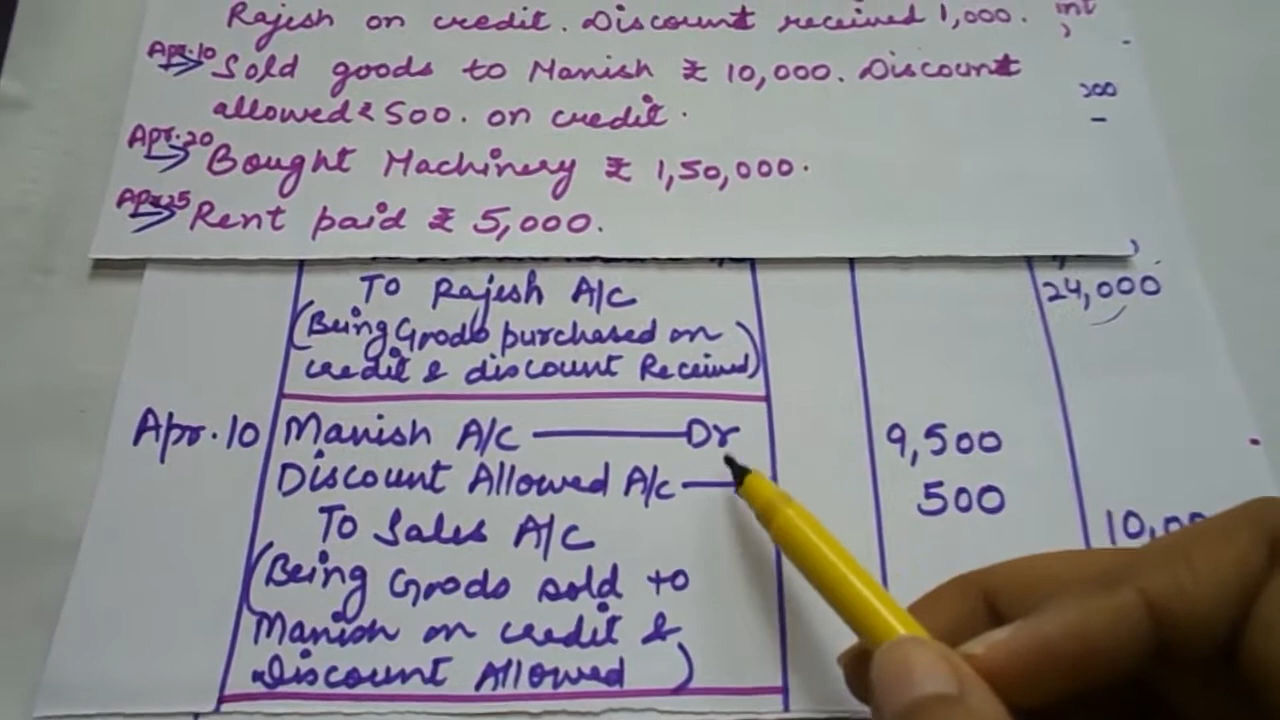 Rajesh on credit. Discount received 1,000.
Apr.10 Sold goods to Manish ₹ 10,000. Discount
allowed ₹ 500. on credit.
Apr.20 Bought Machinery ₹ 1,50,000.
Apr.25 Rent paid ₹ 5,000.
To Rajesh A/c 24,000
(Being Goods purchased on
credit & discount Received)
Apr.10 Manish A/c Dr 9,500
Discount Allowed A/c 500
To Sales A/c 10,00
(Being Goods sold to
Manish on credit &
Discount Allowed)